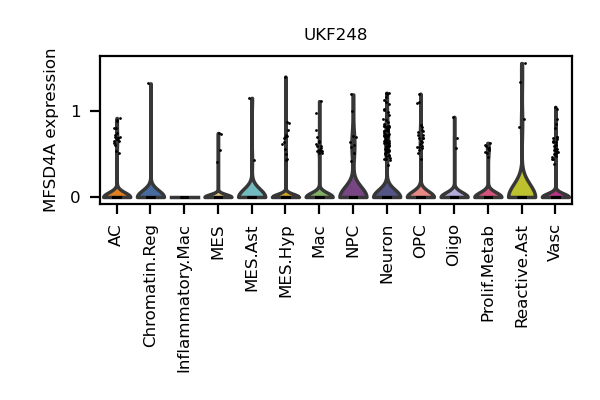 UKF248
MFSD4A expression
1
0
AC
Chromatin.Reg
Inflammatory.Mac
MES
MES.Ast
MES.Hyp
Mac
NPC
Neuron
OPC
Oligo
Prolif.Metab
Reactive.Ast
Vasc